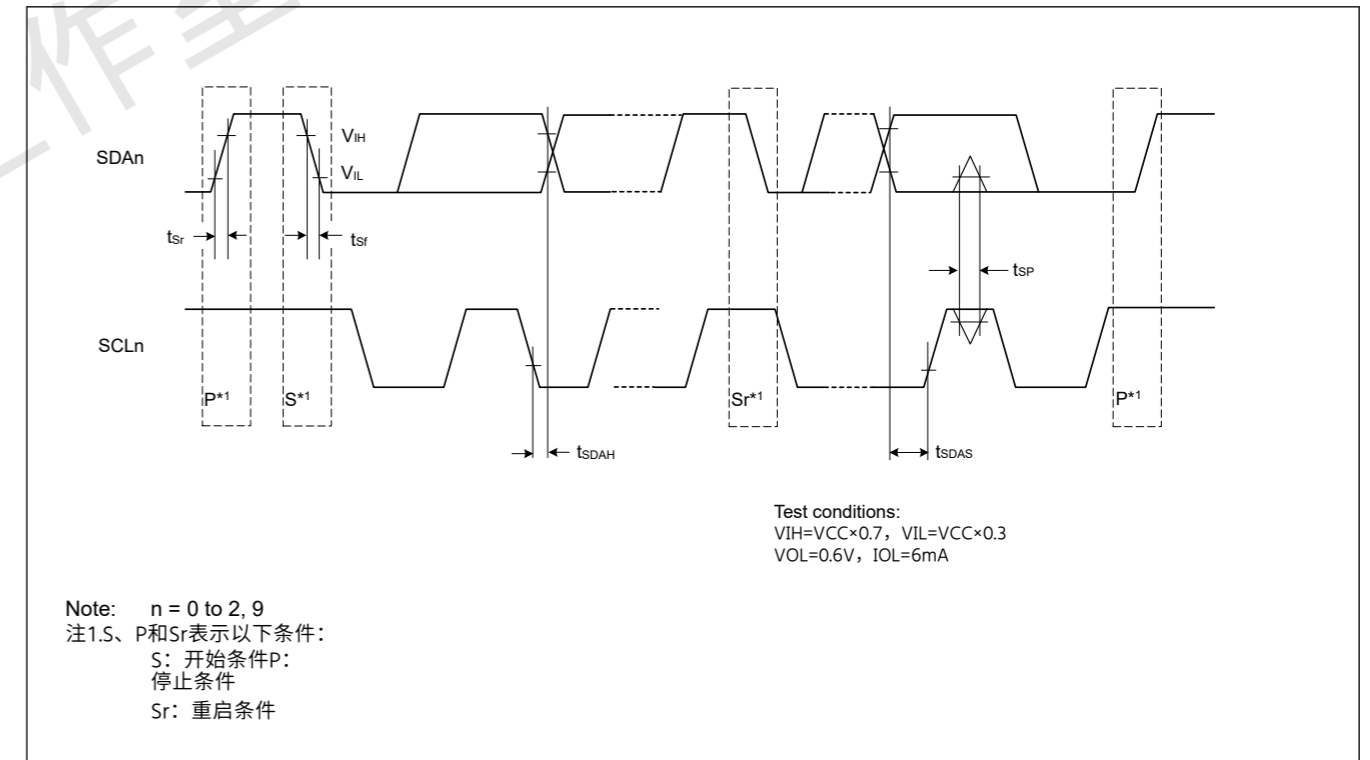 工作室
SDAn
VIH
VIL
tSr
tSf
tSP
SCLn
P*1
S*1
Sr*1
P*1
tSDAH
tSDAS
Test conditions:
VIH=VCC×0.7，VIL=VCC×0.3
VOL=0.6V，IOL=6mA
Note: n = 0 to 2, 9
注1.S、P和Sr表示以下条件：
S：开始条件P：
停止条件
Sr：重启条件